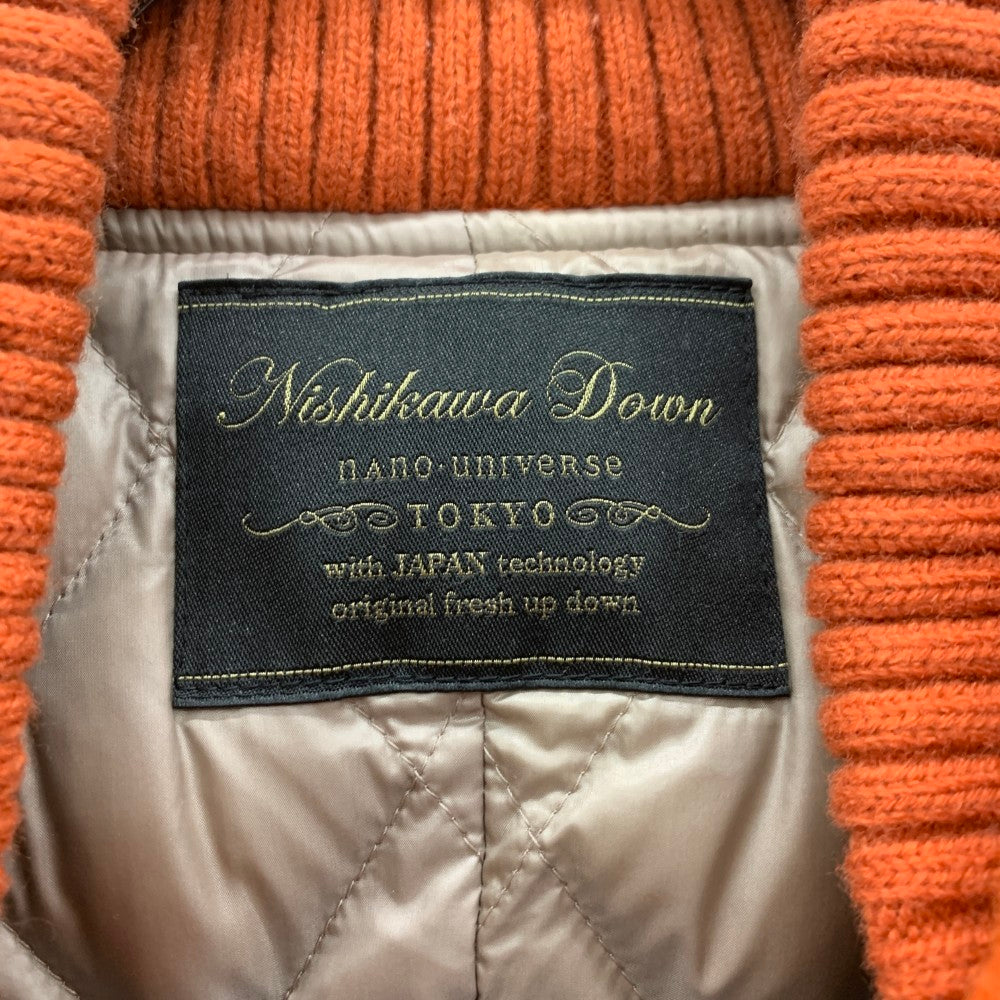 Nishikawa Down
nano·universe
TOKYO
with JAPAN technology
original fresh up down